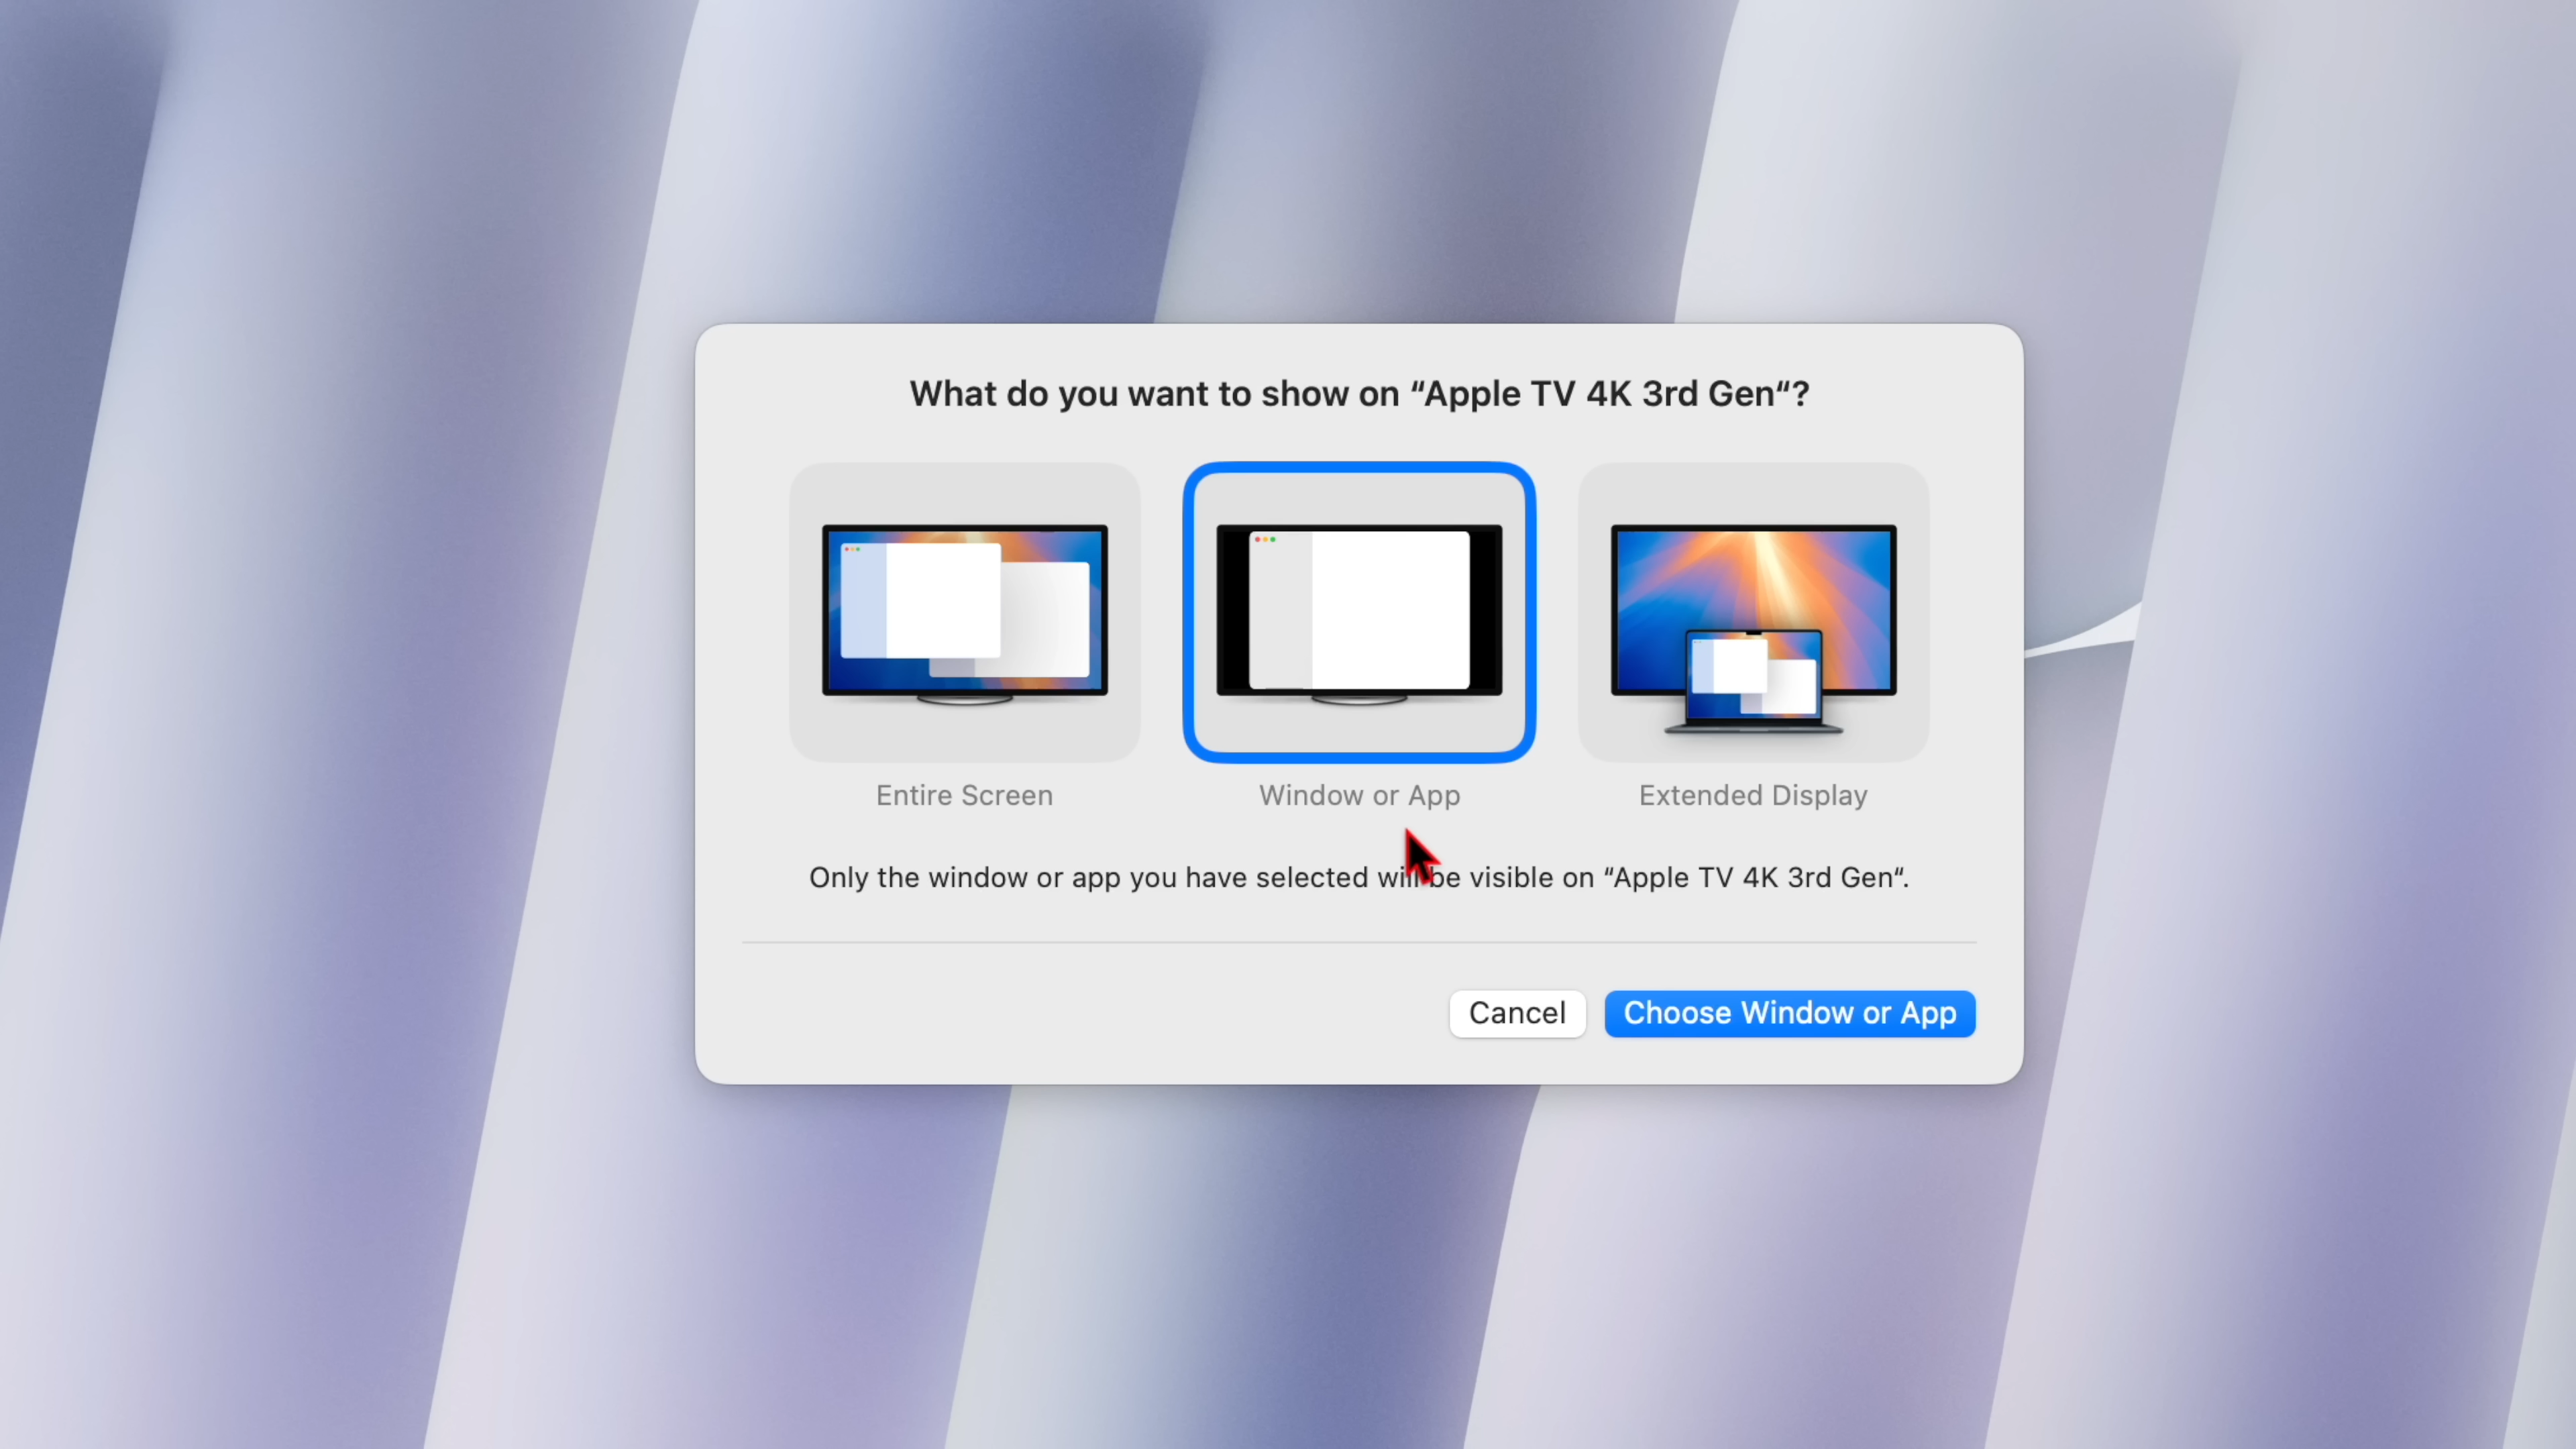 What do you want to show on “Apple TV 4K 3rd Gen“?
Entire Screen
Window or App
Extended Display
Only the window or app you have selected will be visible on “Apple TV 4K 3rd Gen“.
Cancel
Choose Window or App